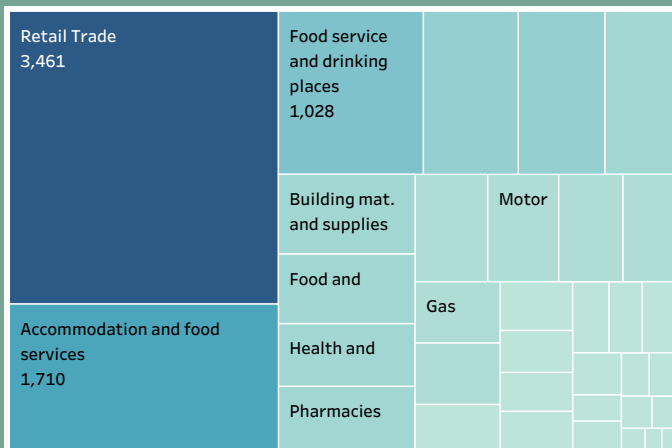 Retail Trade
3,461
Accommodation and food
services
1,710
Food service
and drinking
places
1,028
Building mat.
and supplies
Food and
Health and
Pharmacies
Motor
Gas